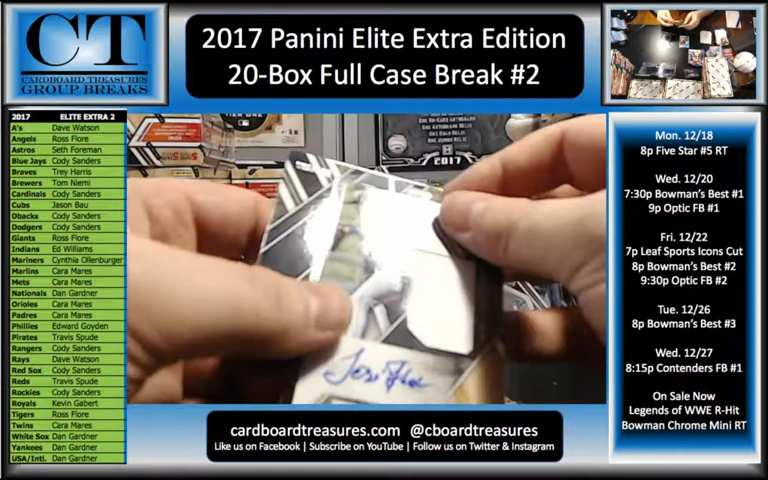 CT
CARDBOARD TREASURES
GROUP BREAKS
2017 Panini Elite Extra Edition
20-Box Full Case Break #2
2017 ELITE EXTRA 2
A's Dave Watson
Angels Ross Flore
Astros Seth Foreman
Blue Jays Cody Sanders
Braves Trey Harris
Brewers Tom Niemi
Cardinals Cody Sanders
Cubs Jason Bau
Dbacks Cody Sanders
Dodgers Cody Sanders
Giants Ross Flore
Indians Ed Williams
Mariners Cynthia Ollenburger
Marlins Cara Mares
Mets Cara Mares
Nationals Dan Gardner
Orioles Cara Mares
Padres Cara Mares
Phillies Edward Goyden
Pirates Travis Spude
Rangers Cody Sanders
Rays Dave Watson
Red Sox Cody Sanders
Reds Travis Spude
Rockies Cody Sanders
Royals Kevin Gabert
Tigers Ross Flore
Twins Cara Mares
White Sox Dan Gardner
Yankees Dan Gardner
USA/Intl. Dan Gardner
2017
Mon. 12/18
8p Five Star #5 RT
Wed. 12/20
7:30p Bowman's Best #1
9p Optic FB #1
Fri. 12/22
7p Leaf Sports Icons Cut
8p Bowman's Best #2
9:30p Optic FB #2
Tue. 12/26
8p Bowman's Best #3
Wed. 12/27
8:15p Contenders FB #1
On Sale Now
Legends of WWE R-Hit
Bowman Chrome Mini RT
cardboardtreasures.com @cboardtreasures
Like us on Facebook | Subscribe on YouTube | Follow us on Twitter & Instagram